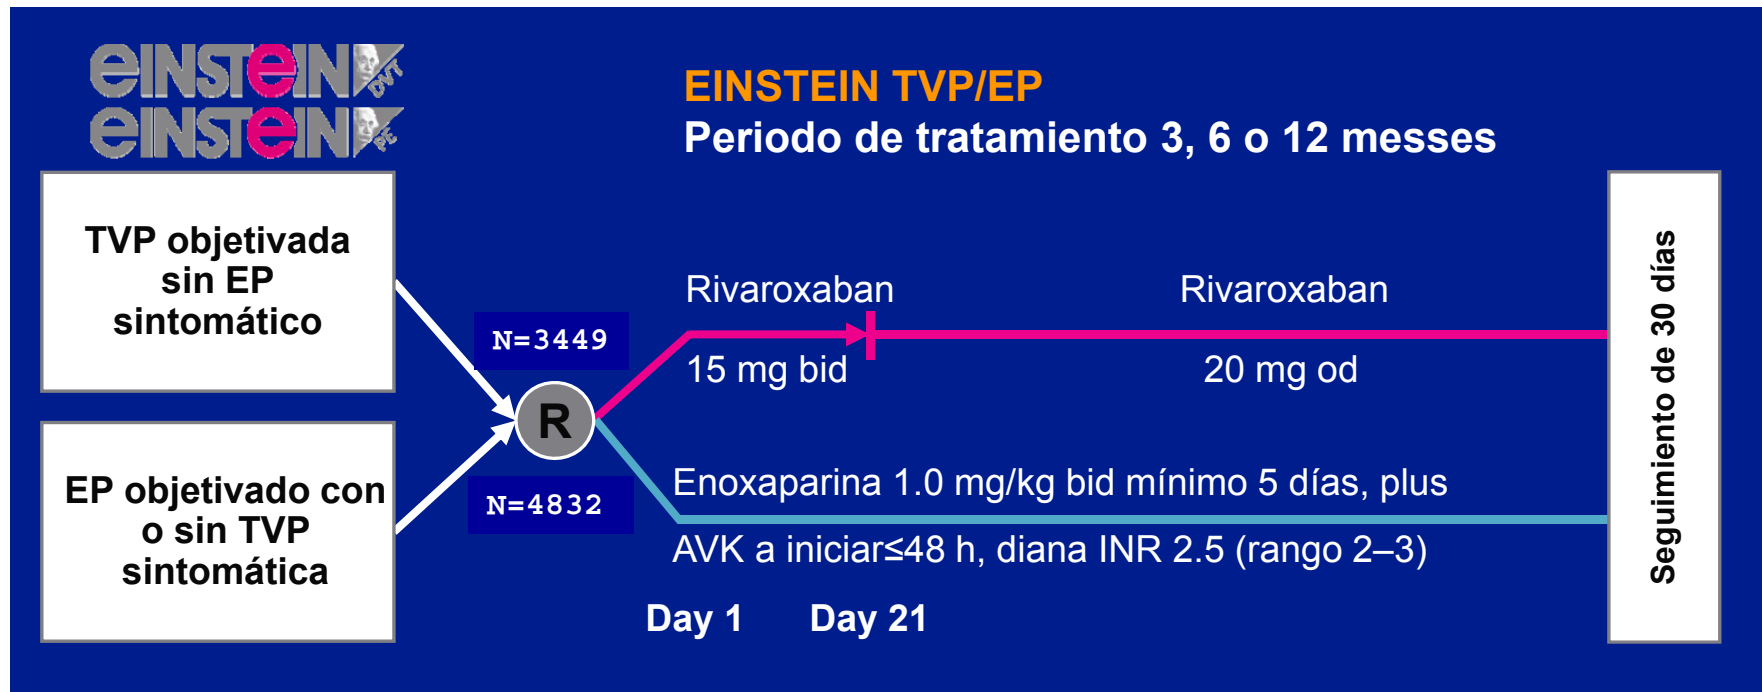 eINSTeIN DVT
eINSTeIN PE
EINSTEIN TVP/EP
Periodo de tratamiento 3, 6 o 12 messes
TVP objetivada
sin EP
sintomático
EP objetivado con
o sin TVP
sintomática
N=3449
R
N=4832
Rivaroxaban
15 mg bid
Rivaroxaban
20 mg od
Enoxaparina 1.0 mg/kg bid mínimo 5 días, plus
AVK a iniciar≤48 h, diana INR 2.5 (rango 2–3)
Day 1
Day 21
Seguimiento de 30 días